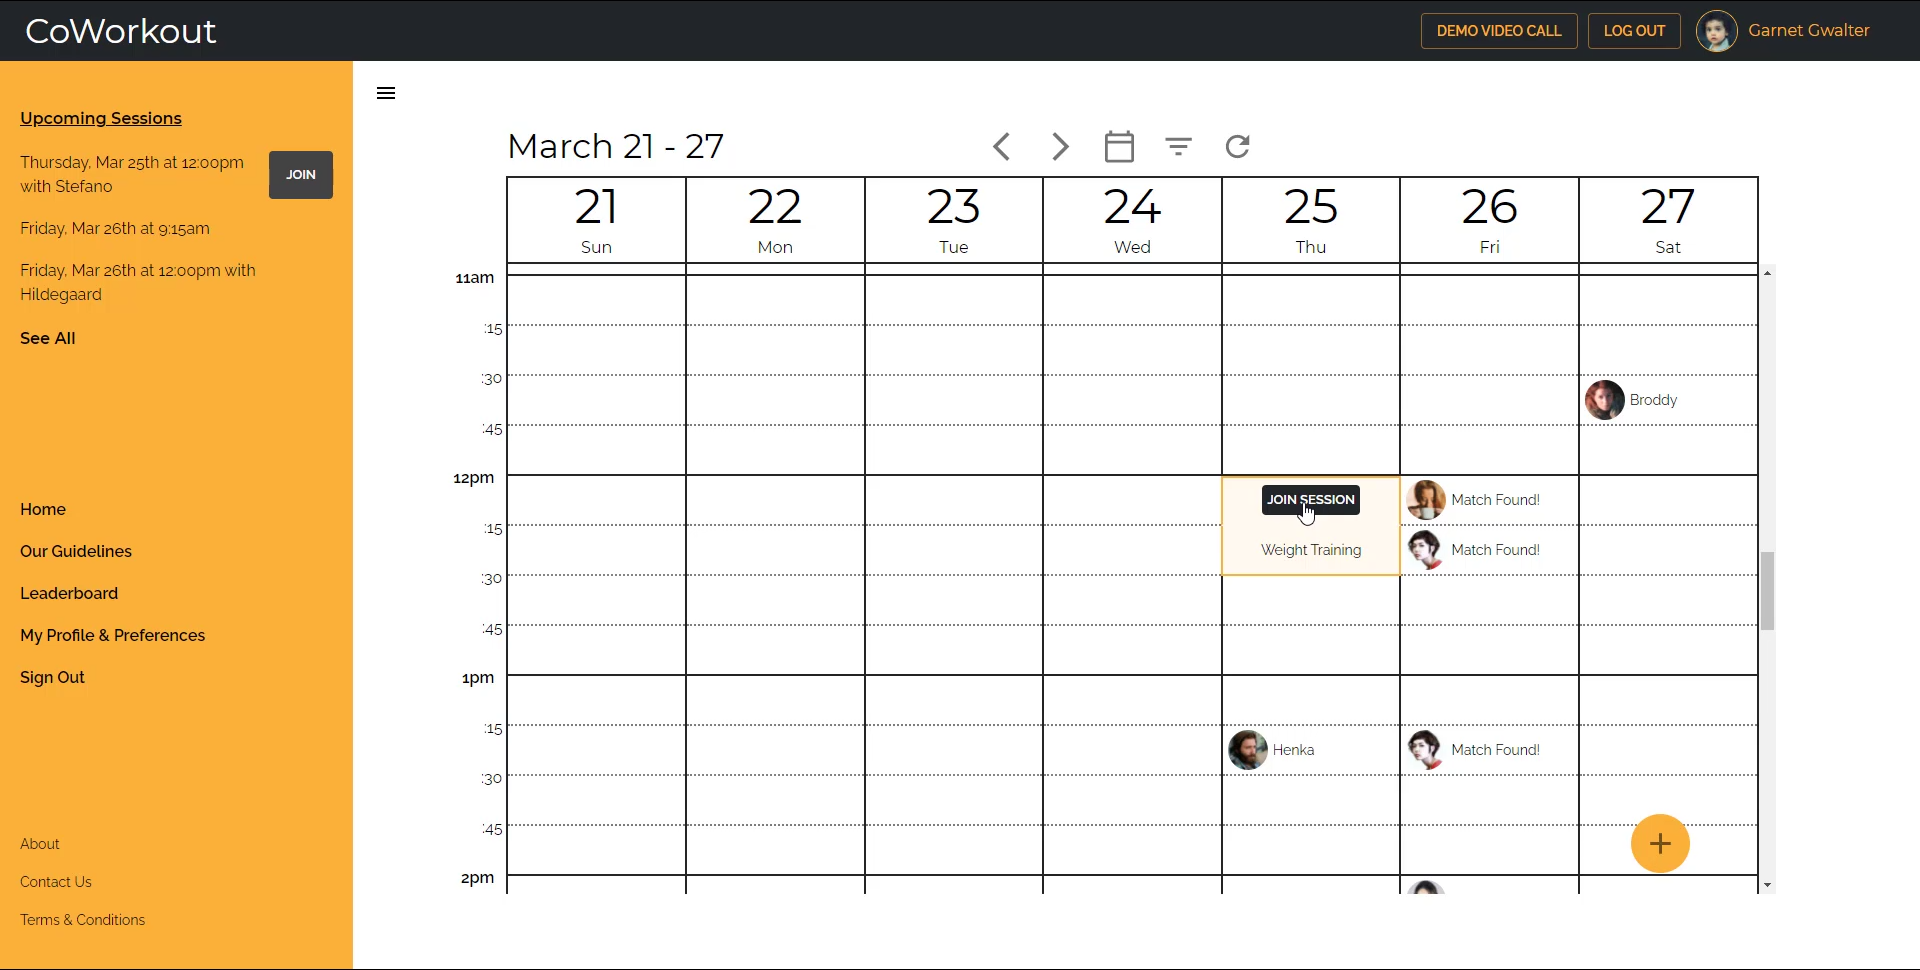 CoWorkout
DEMO VIDEO CALL
LOG OUT
Garnet Gwalter
Upcoming Sessions
Thursday, Mar 25th at 12:00pm
with Stefano
JOIN
Friday, Mar 26th at 9:15am
Friday, Mar 26th at 12:00pm with
Hildegaard
See All
Home
Our Guidelines
Leaderboard
My Profile & Preferences
Sign Out
About
Contact Us
Terms & Conditions
March 21 - 27
21 22 23 24 25 26 27
Sun Mon Tue Wed Thu Fri Sat
11am
:15
:30
Broddy
:45
12pm
JOIN SESSION
Match Found!
:15
Weight Training
Match Found!
:30
:45
1pm
:15
Henka
Match Found!
:30
:45
2pm